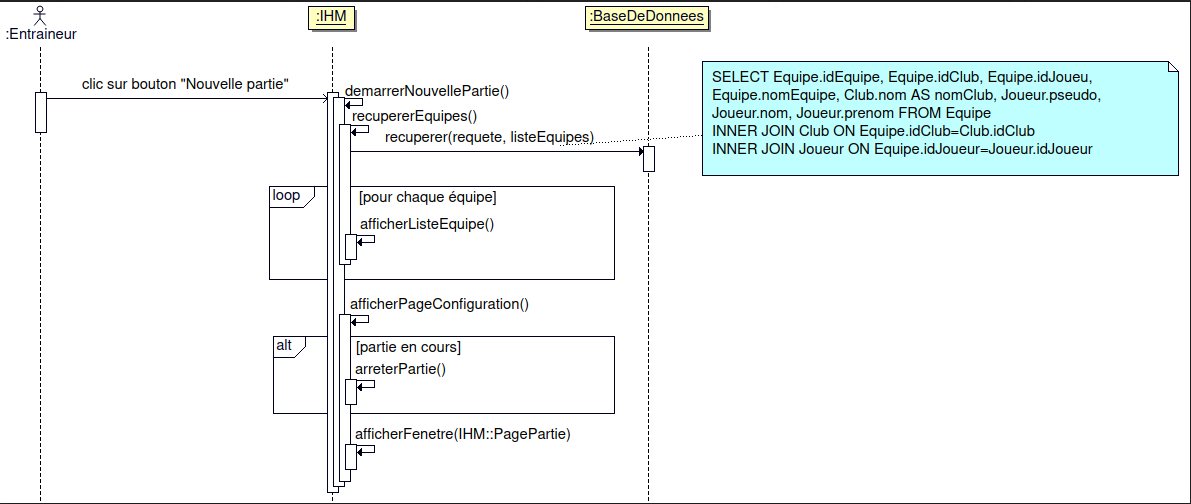 :Entraineur
:IHM
:BaseDeDonnees
clic sur bouton "Nouvelle partie"
demarrerNouvellePartie()
recupererEquipes()
recuperer(requete, listeEquipes)
SELECT Equipe.idEquipe, Equipe.idClub, Equipe.idJoueu,
Equipe.nomEquipe, Club.nom AS nomClub, Joueur.pseudo,
Joueur.nom, Joueur.prenom FROM Equipe
INNER JOIN Club ON Equipe.idClub=Club.idClub
INNER JOIN Joueur ON Equipe.idJoueur=Joueur.idJoueur
loop
[pour chaque équipe]
afficherListeEquipe()
afficherPageConfiguration()
alt
[partie en cours]
arreterPartie()
afficherFenetre(IHM::PagePartie)